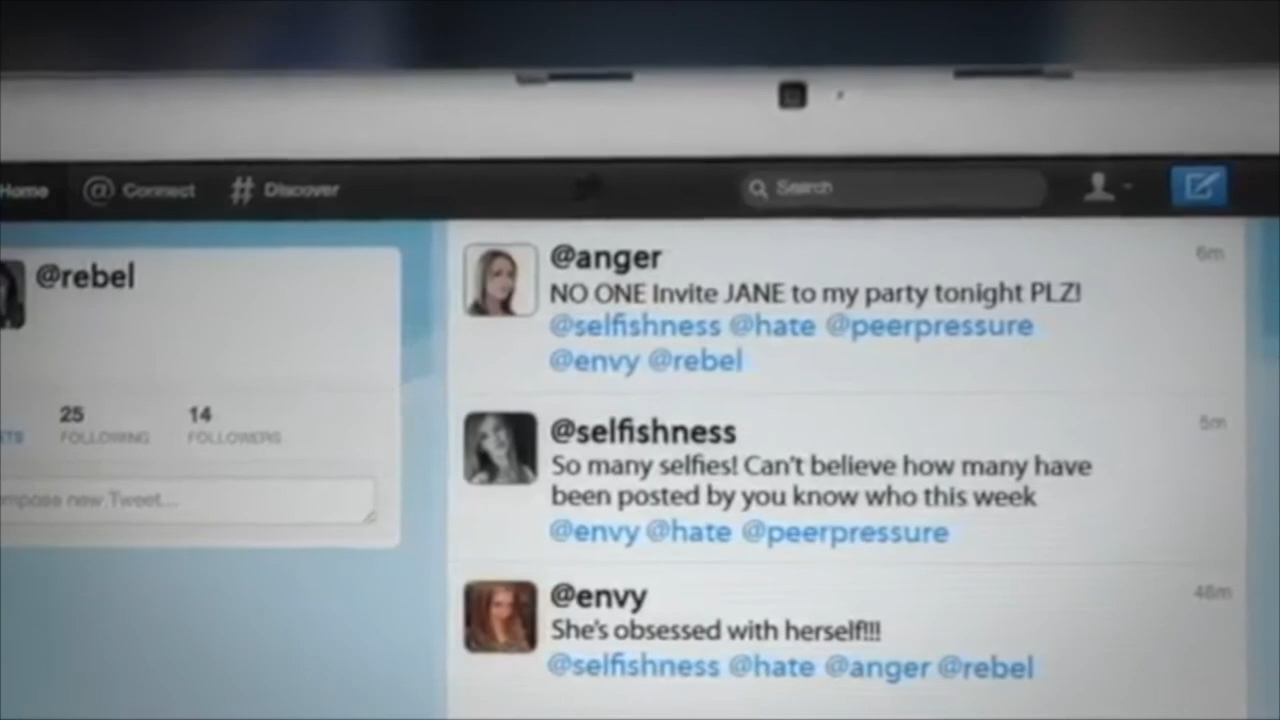 Home @ Connect # Discover Search
@rebel
25 14
FOLLOWING FOLLOWERS
new Tweet...
@anger 6m
NO ONE Invite JANE to my party tonight PLZ!
@selfishness @hate @peerpressure
@envy @rebel
@selfishness 5m
So many selfies! Can't believe how many have
been posted by you know who this week
@envy @hate @peerpressure
@envy 46m
She's obsessed with herself!!!
@selfishness @hate @anger @rebel